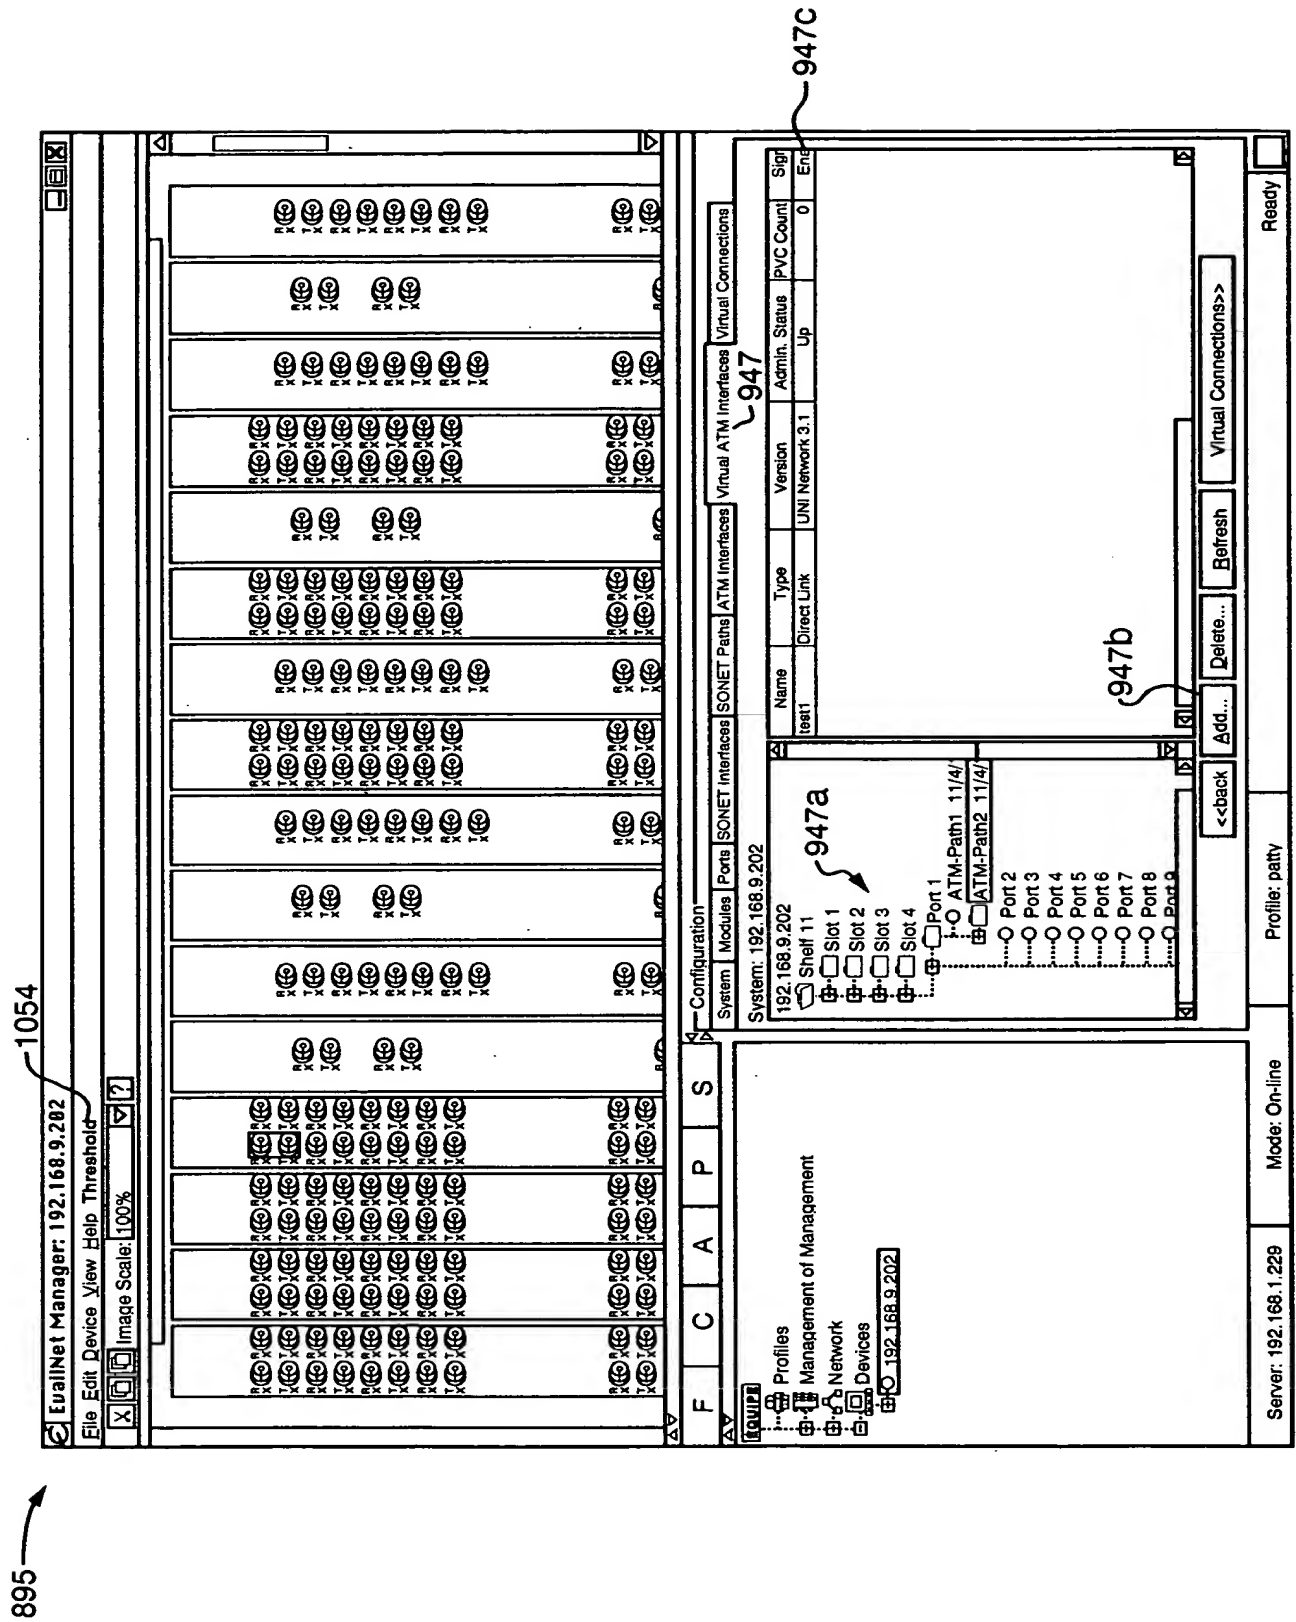 895
1054
EvaliNet Manager: 192.168.9.202
File Edit Device View Help Threshold
X Image Scale: 100% ?
F C A P S
EQUIPE
Profiles
Management of Management
Network
Devices
192.168.9.202
Configuration
System Modules Ports SONET Interfaces SONET Paths ATM Interfaces Virtual ATM Interfaces Virtual Connections
947
System: 192.168.9.202
192.168.9.202
947a
Shelf 11
Slot 1
Slot 2
Slot 3
Slot 4
Port 1
ATM-Path1 11/4/
ATM-Path2 11/4/
Port 2
Port 3
Port 4
Port 5
Port 6
Port 7
Port 8
Port 9
Name Type Version Admin. Status PVC Count Sigr
test1 Direct Link UNI Network 3.1 Up 0 Ena
947c
947b
<<back Add... Delete... Refresh Virtual Connections>>
Server: 192.168.1.229 Mode: On-line Profile: patty Ready